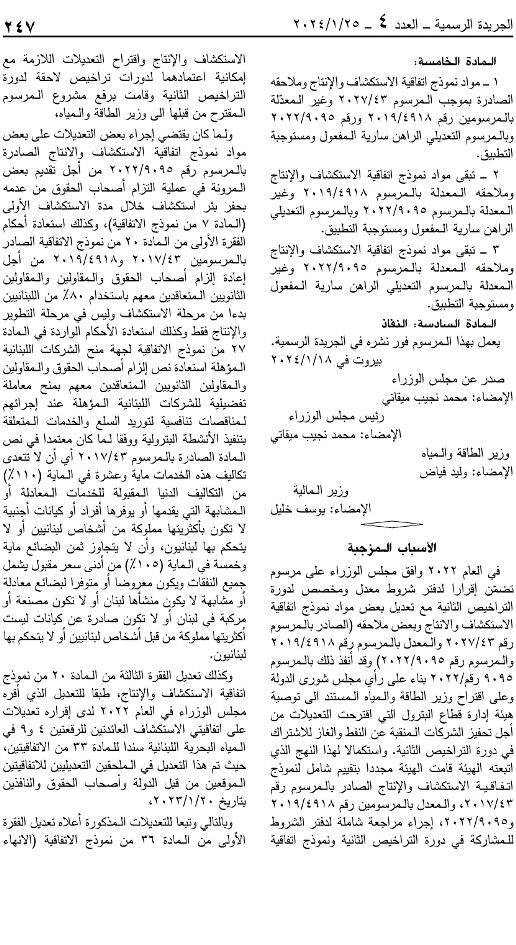 الجريدة الرسمية ــ العدد ٤ ــ ٢٠٢٤/١/٢٥
٢٤٧
المادة الخامسة:
١ ــ مواد نموذج اتفاقية الاستكشاف والإنتاج وملاحقه
الصادرة بموجب المرسوم ٢٠١٧/٤٣ وغير المعدّلة
بالمرسومين رقم ٢٠١٩/٤٩١٨ ورقم ٢٠٢٢/٩٠٩٥
وبالمرسوم التعديلي الراهن سارية المفعول ومستوجبة
التطبيق.
٢ ــ تبقى مواد نموذج اتفاقية الاستكشاف والإنتاج
وملاحقه المعدلة بالمرسوم ٢٠١٩/٤٩١٨ وغير
المعدلة بالمرسوم ٢٠٢٢/٩٠٩٥ وبالمرسوم التعديلي
الراهن سارية المفعول ومستوجبة التطبيق.
٣ ــ تبقى مواد نموذج اتفاقية الاستكشاف والإنتاج
وملاحقه المعدلة بالمرسوم ٢٠٢٢/٩٠٩٥ وغير
المعدلة بالمرسوم التعديلي الراهن سارية المفعول
ومستوجبة التطبيق.
المادة السادسة: النفاذ
يعمل بهذا المرسوم فور نشره في الجريدة الرسمية.
بيروت في ٢٠٢٤/١/١٨
صدر عن مجلس الوزراء
الإمضاء: محمد نجيب ميقاتي
رئيس مجلس الوزراء
الإمضاء: محمد نجيب ميقاتي
وزير الطاقة والمياه
الإمضاء: وليد فياض
وزير المالية
الإمضاء: يوسف خليل
الأسباب الموجبة
في العام ٢٠٢٢ وافق مجلس الوزراء على مرسوم
تضمّن إقرارا لدفتر شروط معدل ومخصص لدورة
التراخيص الثانية مع تعديل بعض مواد نموذج اتفاقية
الاستكشاف والانتاج وبعض ملاحقه (الصادر بالمرسوم
رقم ٢٠١٧/٤٣ والمعدل بالمرسوم رقم ٢٠١٩/٤٩١٨
والمرسوم رقم ٢٠٢٢/٩٠٩٥) وقد أنفذ ذلك بالمرسوم
٩٠٩٥ رقم/٢٠٢٢ بناء على رأي مجلس شورى الدولة
وعلى اقتراح وزير الطاقة والمياه المستند الى توصية
هيئة إدارة قطاع البترول التي اقترحت التعديلات من
أجل تحفيز الشركات المنقبة عن النفط والغاز للاشتراك
في دورة التراخيص الثانية. واستكمالا لهذا النهج الذي
اتبعته الهيئة قامت الهيئة مجددا بتقييم شامل لنموذج
اتفاقية الاستكشاف والإنتاج الصادر بالمرسوم رقم
٢٠١٧/٤٣، والمعدل بالمرسومين رقم ٢٠١٩/٤٩١٨
و٢٠٢٢/٩٠٩٥، إجراء مراجعة شاملة لدفتر الشروط
للمشاركة في دورة التراخيص الثانية ونموذج اتفاقية
الاستكشاف والإنتاج واقتراح التعديلات اللازمة مع
إمكانية اعتمادهما لدورات تراخيص لاحقة لدورة
التراخيص الثانية وقامت برفع مشروع المرسوم
المقترح من قبلها الى وزير الطاقة والمياه،
ولما كان يقتضي إجراء بعض التعديلات على بعض
مواد نموذج اتفاقية الاستكشاف والانتاج الصادرة
بالمرسوم رقم ٢٠٢٢/٩٠٩٥ من أجل تقديم بعض
المرونة في عملية التزام أصحاب الحقوق من عدمه
بحفر بئر استكشاف خلال مدة الاستكشاف الأولى
(المادة ٧ من نموذج الاتفاقية)، وكذلك استعادة أحكام
الفقرة الأولى من المادة ٢٠ من نموذج الاتفاقية الصادر
بالمرسومين ٢٠١٧/٤٣ و٢٠١٩/٤٩١٨ من أجل
إعادة إلزام أصحاب الحقوق والمقاولين والمقاولين
الثانويين المتعاقدين معهم باستخدام ٨٠٪ من اللبنانيين
بدءا من مرحلة الاستكشاف وليس في مرحلة التطوير
والإنتاج فقط وكذلك استعادة الأحكام الواردة في المادة
٢٧ من نموذج الاتفاقية لجهة منح الشركات اللبنانية
المؤهلة استعادة نص إلزام أصحاب الحقوق والمقاولين
والمقاولين الثانويين المتعاقدين معهم بمنح معاملة
تفضيلية للشركات اللبنانية المؤهلة عند إجرائهم
لمناقصات تنافسية لتوريد السلع والخدمات المتعلقة
بتنفيذ الأنشطة البترولية ووفقا لما كان معتمدا في نص
المادة الصادرة بالمرسوم ٢٠١٧/٤٣ أي أن لا تتعدى
تكاليف هذه الخدمات ماية وعشرة في الماية (١١٠٪)
من التكاليف الدنيا المقبولة للخدمات المعادلة أو
المشابهة التي يقدمها أو يوفرها أفراد أو كيانات أجنبية
لا تكون بأكثريتها مملوكة من أشخاص لبنانيين أو لا
يتحكم بها لبنانيون، وأن لا يتجاوز ثمن البضائع ماية
وخمسة في الماية (١٠٥٪) من أدنى سعر مقبول يشمل
جميع النفقات ويكون معروضا أو متوفرا لبضائع معادلة
أو مشابهة لا يكون منشأها لبنان أو لا تكون مصنعة أو
مركبة في لبنان أو لا تكون صادرة عن كيانات ليست
أكثريتها مملوكة من قبل أشخاص لبنانيين أو لا يتحكم بها
لبنانيون.
وكذلك تعديل الفقرة الثالثة من المادة ٢٠ من نموذج
اتفاقية الاستكشاف والإنتاج، طبقا للتعديل الذي أقره
مجلس الوزراء في العام ٢٠٢٢ لدى إقراره تعديلات
على اتفاقيتي الاستكشاف العائدتين للرقعتين ٤ و٩ في
المياه البحرية اللبنانية سندا للمادة ٣٣ من الاتفاقيتين،
حيث تم هذا التعديل في الملحقين التعديليين للاتفاقيتين
الموقعين من قبل الدولة وأصحاب الحقوق والنافذين
بتاريخ ٢٠٢٣/١/٢٠،
وبالتالي وتبعا للتعديلات المذكورة أعلاه تعديل الفقرة
الأولى من المادة ٣٦ من نموذج الاتفاقية (الانهاء